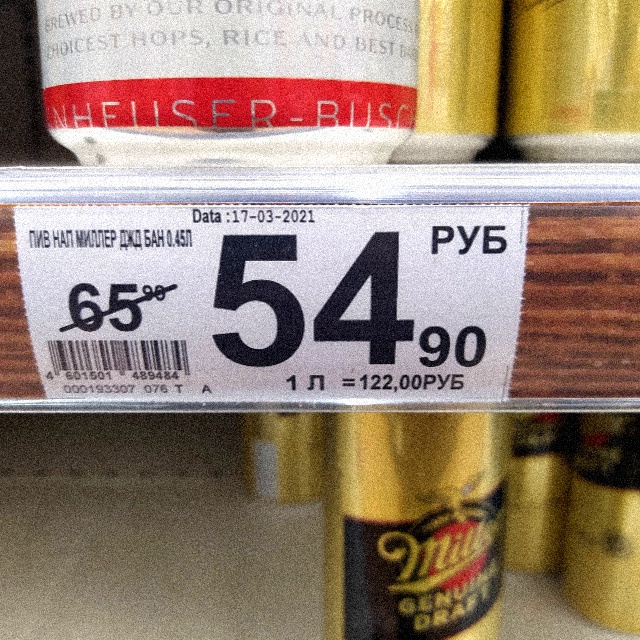 BREWED BY OUR ORIGINAL PROCESS
CHOICEST HOPS, RICE AND BEST
ANHEUSER-BUSC
Data :17-03-2021
ПИВ НАП МИЛЛЕР ДЖД БАН 0.45Л
РУБ
65 90
54 90
4 601501 489484
000193307 076 T A
1 Л =122,00РУБ
Miller
GENUINE
DRAFT